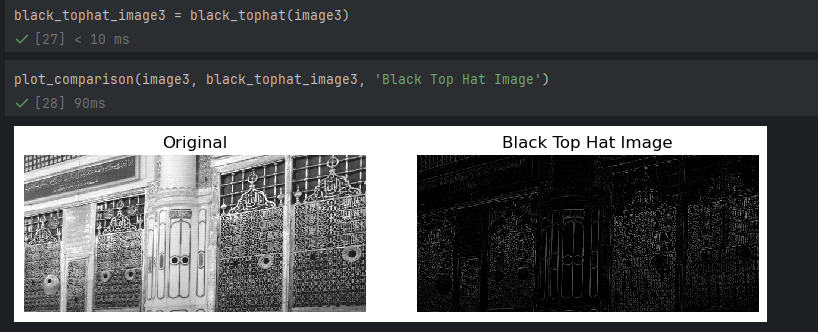 black_tophat_image3 = black_tophat(image3)
[27] < 10 ms
plot_comparison(image3, black_tophat_image3, 'Black Top Hat Image')
[28] 90ms
Original
Black Top Hat Image